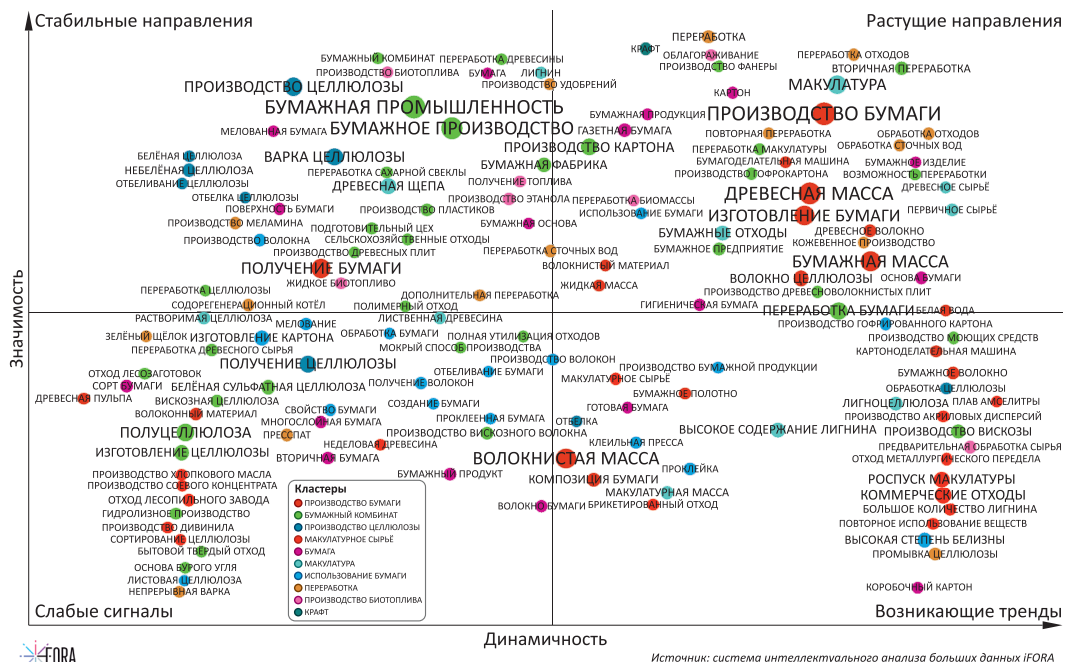 Стабильные направления
Растущие направления
ПЕРЕРАБОТКА
КРАФТ
БУМАЖНЫЙ КОМБИНАТ
ПЕРЕРАБОТКА ДРЕВЕСИНЫ
ОБЛАГОРАЖИВАНИЕ
ПЕРЕРАБОТКА ОТХОДОВ
ПРОИЗВОДСТВО ФАНЕРЫ
ВТОРИЧНАЯ ПЕРЕРАБОТКА
ПРОИЗВОДСТВО БИОТОПЛИВА
БУМАГА
ЛИГНИН
ПРОИЗВОДСТВО ЦЕЛЛЮЛОЗЫ
ПРОИЗВОДСТВО УДОБРЕНИЙ
МАКУЛАТУРА
КАРТОН
БУМАЖНАЯ ПРОМЫШЛЕННОСТЬ
БУМАЖНАЯ ПРОДУКЦИЯ
ПРОИЗВОДСТВО БУМАГИ
МЕЛОВАННАЯ БУМАГА
БУМАЖНОЕ ПРОИЗВОДСТВО
ГАЗЕТНАЯ БУМАГА
ПОВТОРНАЯ ПЕРЕРАБОТКА
ОБРАБОТКА ОТХОДОВ
ПРОИЗВОДСТВО КАРТОНА
ПЕРЕРАБОТКА МАКУЛАТУРЫ
ОБРАБОТКА СТОЧНЫХ ВОД
БЕЛЁНАЯ ЦЕЛЛЮЛОЗА
ВАРКА ЦЕЛЛЮЛОЗЫ
БУМАЖНАЯ ФАБРИКА
БУМАГОДЕЛАТЕЛЬНАЯ МАШИНА
БУМАЖНОЕ ИЗДЕЛИЕ
НЕБЕЛЁНАЯ ЦЕЛЛЮЛОЗА
ПЕРЕРАБОТКА САХАРНОЙ СВЕКЛЫ
ПРОИЗВОДСТВО ГОФРОКАРТОНА
ВОЗМОЖНОСТЬ ПЕРЕРАБОТКИ
ОТБЕЛИВАНИЕ ЦЕЛЛЮЛОЗЫ
ДРЕВЕСНАЯ ЩЕПА
ПОЛУЧЕНИЕ ТОПЛИВА
ДРЕВЕСНАЯ МАССА
ДРЕВЕСНОЕ СЫРЬЁ
ОТБЕЛКА ЦЕЛЛЮЛОЗЫ
ПРОИЗВОДСТВО ЭТАНОЛА
ПЕРЕРАБОТКА БИОМАССЫ
ПОВЕРХНОСТЬ БУМАГИ
ПРОИЗВОДСТВО ПЛАСТИКОВ
ИСПОЛЬЗОВАНИЕ БУМАГИ
ИЗГОТОВЛЕНИЕ БУМАГИ
ПЕРВИЧНОЕ СЫРЬЁ
ПРОИЗВОДСТВО МЕЛАМИНА
ПОДГОТОВИТЕЛЬНЫЙ ЦЕХ
БУМАЖНАЯ ОСНОВА
БУМАЖНЫЕ ОТХОДЫ
ДРЕВЕСНОЕ ВОЛОКНО
ПРОИЗВОДСТВО ВОЛОКНА
СЕЛЬСКОХОЗЯЙСТВЕННЫЕ ОТХОДЫ
КОЖЕВЕННОЕ ПРОИЗВОДСТВО
ПРОИЗВОДСТВО ДРЕВЕСНЫХ ПЛИТ
ПЕРЕРАБОТКА СТОЧНЫХ ВОД
БУМАЖНОЕ ПРЕДПРИЯТИЕ
ПОЛУЧЕНИЕ БУМАГИ
ВОЛОКНИСТЫЙ МАТЕРИАЛ
БУМАЖНАЯ МАССА
ЖИДКОЕ БИОТОПЛИВО
ЖИДКАЯ МАССА
ВОЛОКНО ЦЕЛЛЮЛОЗЫ
ОСНОВА БУМАГИ
ПЕРЕРАБОТКА ЦЕЛЛЮЛОЗЫ
ДОПОЛНИТЕЛЬНАЯ ПЕРЕРАБОТКА
ПРОИЗВОДСТВО ДРЕВЕСНОВОЛОКНИСТЫХ ПЛИТ
СОДОРЕГЕНЕРАЦИОННЫЙ КОТЁЛ
ПОЛИМЕРНЫЙ ОТХОД
ГИГИЕНИЧЕСКАЯ БУМАГА
ПЕРЕРАБОТКА БУМАГИ
БЕЛАЯ ВОДА
РАСТВОРИМАЯ ЦЕЛЛЮЛОЗА
МЕЛОВАНИЕ
ЛИСТВЕННАЯ ДРЕВЕСИНА
ПРОИЗВОДСТВО ГОФРИРОВАННОГО КАРТОНА
ЗЕЛЁНЫЙ ЩЁЛОК
ИЗГОТОВЛЕНИЕ КАРТОНА
ОБРАБОТКА БУМАГИ
ПОЛНАЯ УТИЛИЗАЦИЯ ОТХОДОВ
ПРОИЗВОДСТВО МОЮЩИХ СРЕДСТВ
ПЕРЕРАБОТКА ДРЕВЕСНОГО СЫРЬЯ
МОКРЫЙ СПОСОБ ПРОИЗВОДСТВА
КАРТОНОДЕЛАТЕЛЬНАЯ МАШИНА
ПОЛУЧЕНИЕ ЦЕЛЛЮЛОЗЫ
ПРОИЗВОДСТВО ВОЛОКОН
ПРОИЗВОДСТВО БУМАЖНОЙ ПРОДУКЦИИ
ОТХОД ЛЕСОЗАГОТОВОК
ОТБЕЛИВАНИЕ БУМАГИ
БУМАЖНОЕ ВОЛОКНО
СОРТ БУМАГИ
БЕЛЁНАЯ СУЛЬФАТНАЯ ЦЕЛЛЮЛОЗА
ПОЛУЧЕНИЕ ВОЛОКОН
МАКУЛАТУРНОЕ СЫРЬЕ
ОБРАБОТКА ЦЕЛЛЮЛОЗЫ
ДРЕВЕСНАЯ ПУЛЬПА
ВИСКОЗНАЯ ЦЕЛЛЮЛОЗА
БУМАЖНОЕ ПОЛОТНО
ЛИГНОЦЕЛЛЮЛОЗА
ПЛАВ АМСЕЛИТРЫ
ВОЛОКОННЫЙ МАТЕРИАЛ
СВОЙСТВО БУМАГИ
СОЗДАНИЕ БУМАГИ
ГОТОВАЯ БУМАГА
ПРОИЗВОДСТВО АКРИЛОВЫХ ДИСПЕРСИЙ
МНОГОСЛОЙНАЯ БУМАГА
ПРОКЛЕЕННАЯ БУМАГА
ОТБЕЛКА
ПОЛУЦЕЛЛЮЛОЗА
ПРЕССПАТ
ПРОИЗВОДСТВО ВИСКОЗНОГО ВОЛОКНА
ВЫСОКОЕ СОДЕРЖАНИЕ ЛИГНИНА
ПРОИЗВОДСТВО ВИСКОЗЫ
НЕДЕЛОВАЯ ДРЕВЕСИНА
КЛЕИЛЬНАЯ ПРЕССА
ПРЕДВАРИТЕЛЬНАЯ ОБРАБОТКА СЫРЬЯ
ИЗГОТОВЛЕНИЕ ЦЕЛЛЮЛОЗЫ
ВТОРИЧНАЯ БУМАГА
ВОЛОКНИСТАЯ МАССА
ОТХОД МЕТАЛЛУРГИЧЕСКОГО ПЕРЕДЕЛА
ПРОИЗВОДСТВО ХЛОПКОВОГО МАСЛА
БУМАЖНЫЙ ПРОДУКТ
ПРОКЛЕЙКА
ПРОИЗВОДСТВО СОЕВОГО КОНЦЕНТРАТА
КОМПОЗИЦИЯ БУМАГИ
РОСПУСК МАКУЛАТУРЫ
ОТХОД ЛЕСОПИЛЬНОГО ЗАВОДА
МАКУЛАТУРНАЯ МАССА
КОММЕРЧЕСКИЕ ОТХОДЫ
ГИДРОЛИЗНОЕ ПРОИЗВОДСТВО
ВОЛОКНО БУМАГИ
БРИКЕТИРОВАННЫЙ ОТХОД
БОЛЬШОЕ КОЛИЧЕСТВО ЛИГНИНА
ПРОИЗВОДСТВО ДИВИНИЛА
ПОВТОРНОЕ ИСПОЛЬЗОВАНИЕ ВЕЩЕСТВ
СОРТИРОВАНИЕ ЦЕЛЛЮЛОЗЫ
ВЫСОКАЯ СТЕПЕНЬ БЕЛИЗНЫ
БЫТОВОЙ ТВЁРДЫЙ ОТХОД
ПРОМЫВКА ЦЕЛЛЮЛОЗЫ
ОСНОВА БУРОГО УГЛЯ
ЛИСТОВАЯ ЦЕЛЛЮЛОЗА
КОРОБОЧНЫЙ КАРТОН
НЕПРЕРЫВНАЯ ВАРКА
Кластеры
ПРОИЗВОДСТВО БУМАГИ
БУМАЖНЫЙ КОМБИНАТ
ПРОИЗВОДСТВО ЦЕЛЛЮЛОЗЫ
МАКУЛАТУРНОЕ СЫРЬЁ
БУМАГА
МАКУЛАТУРА
ИСПОЛЬЗОВАНИЕ БУМАГИ
ПЕРЕРАБОТКА
ПРОИЗВОДСТВО БИОТОПЛИВА
КРАФТ
Слабые сигналы
Возникающие тренды
Значимость
Динамичность
iFORA
Источник: система интеллектуального анализа больших данных iFORA